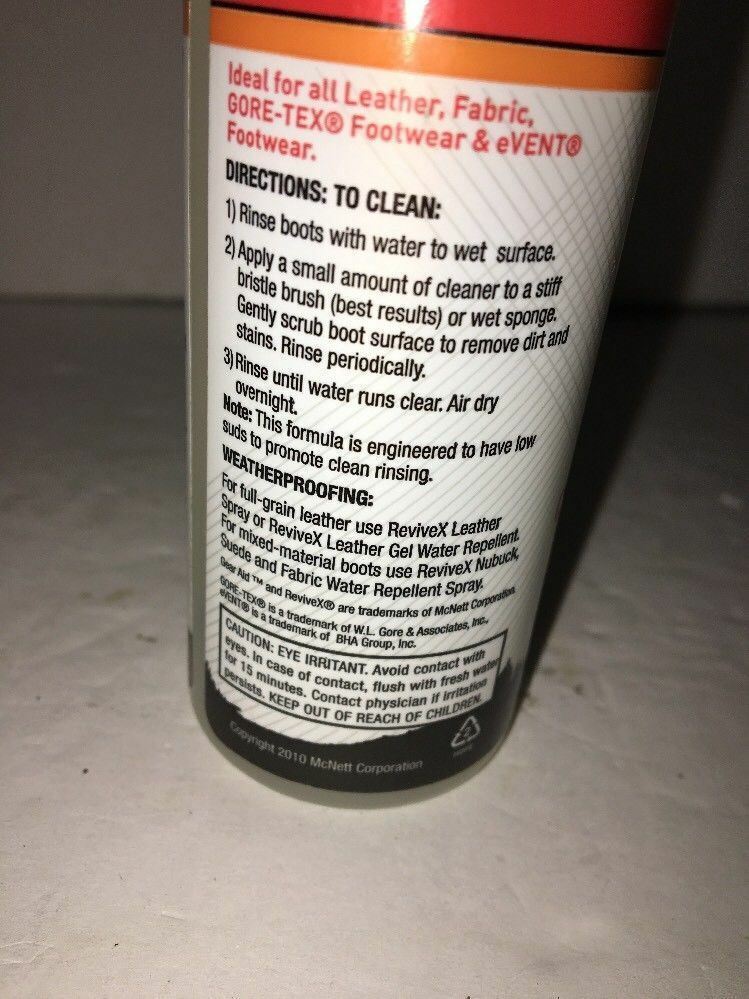 Ideal for all Leather, Fabric,
GORE-TEX® Footwear & eVENT®
Footwear.
DIRECTIONS: TO CLEAN:
1) Rinse boots with water to wet surface.
2) Apply a small amount of cleaner to a stiff
bristle brush (best results) or wet sponge.
Gently scrub boot surface to remove dirt and
stains. Rinse periodically.
3) Rinse until water runs clear. Air dry
overnight.
Note: This formula is engineered to have low
suds to promote clean rinsing.
WEATHERPROOFING:
For full-grain leather use ReviveX Leather
Spray or ReviveX Leather Gel Water Repellent.
For mixed-material boots use ReviveX Nubuck,
Suede and Fabric Water Repellent Spray.
Gear Aid™ and ReviveX® are trademarks of McNett Corporation.
GORE-TEX® is a trademark of W.L. Gore & Associates, Inc.,
eVENT® is a trademark of BHA Group, Inc.
CAUTION: EYE IRRITANT. Avoid contact with
eyes. In case of contact, flush with fresh water
for 15 minutes. Contact physician if irritation
persists. KEEP OUT OF REACH OF CHILDREN.
2
Copyright 2010 McNett Corporation